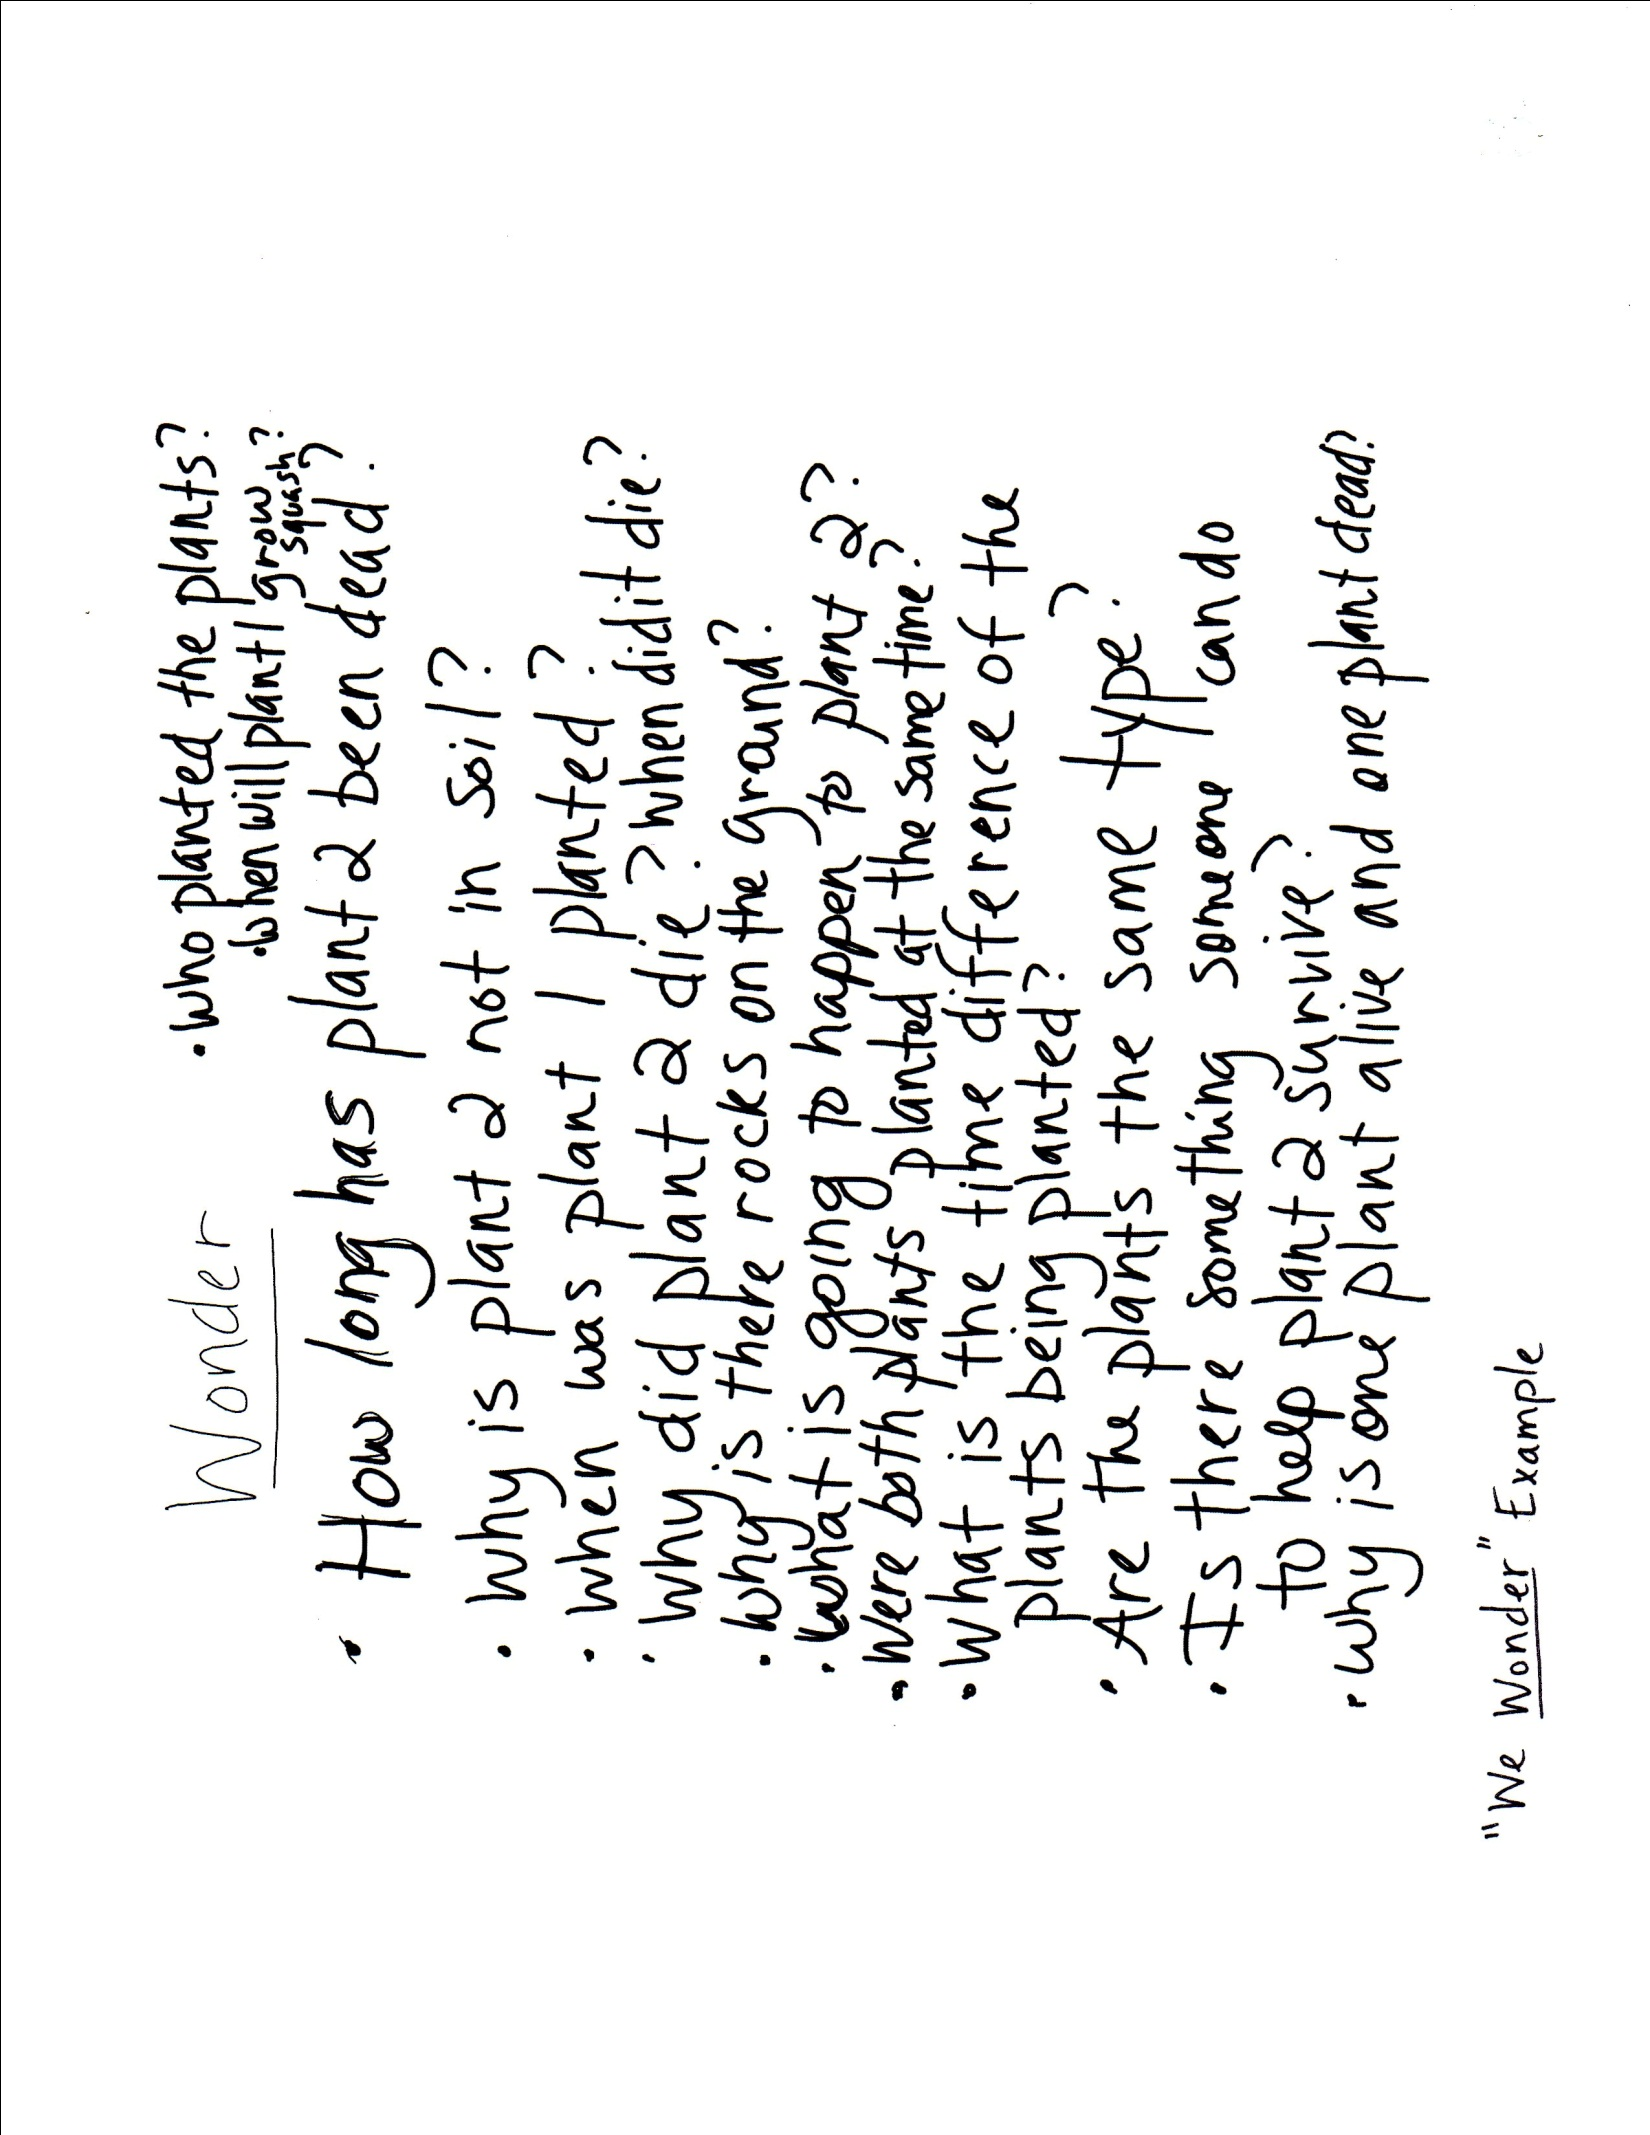 Wonder
• Who planted the plants?
• When will plant 1 grow
squash?
• How long has plant 2 been dead?
• Why is plant 2 not in soil?
• When was plant 1 planted?
• Why did plant 2 die? When did it die?
• Why is there rocks on the ground?
• What is going to happen to plant 2?
• Were both plants planted at the same time?
• What is the time difference of the
plants being planted?
• Are the plants the same type?
• Is there something someone can do
to help plant 2 survive?
• Why is one plant alive and one plant dead?
"We Wonder" Example